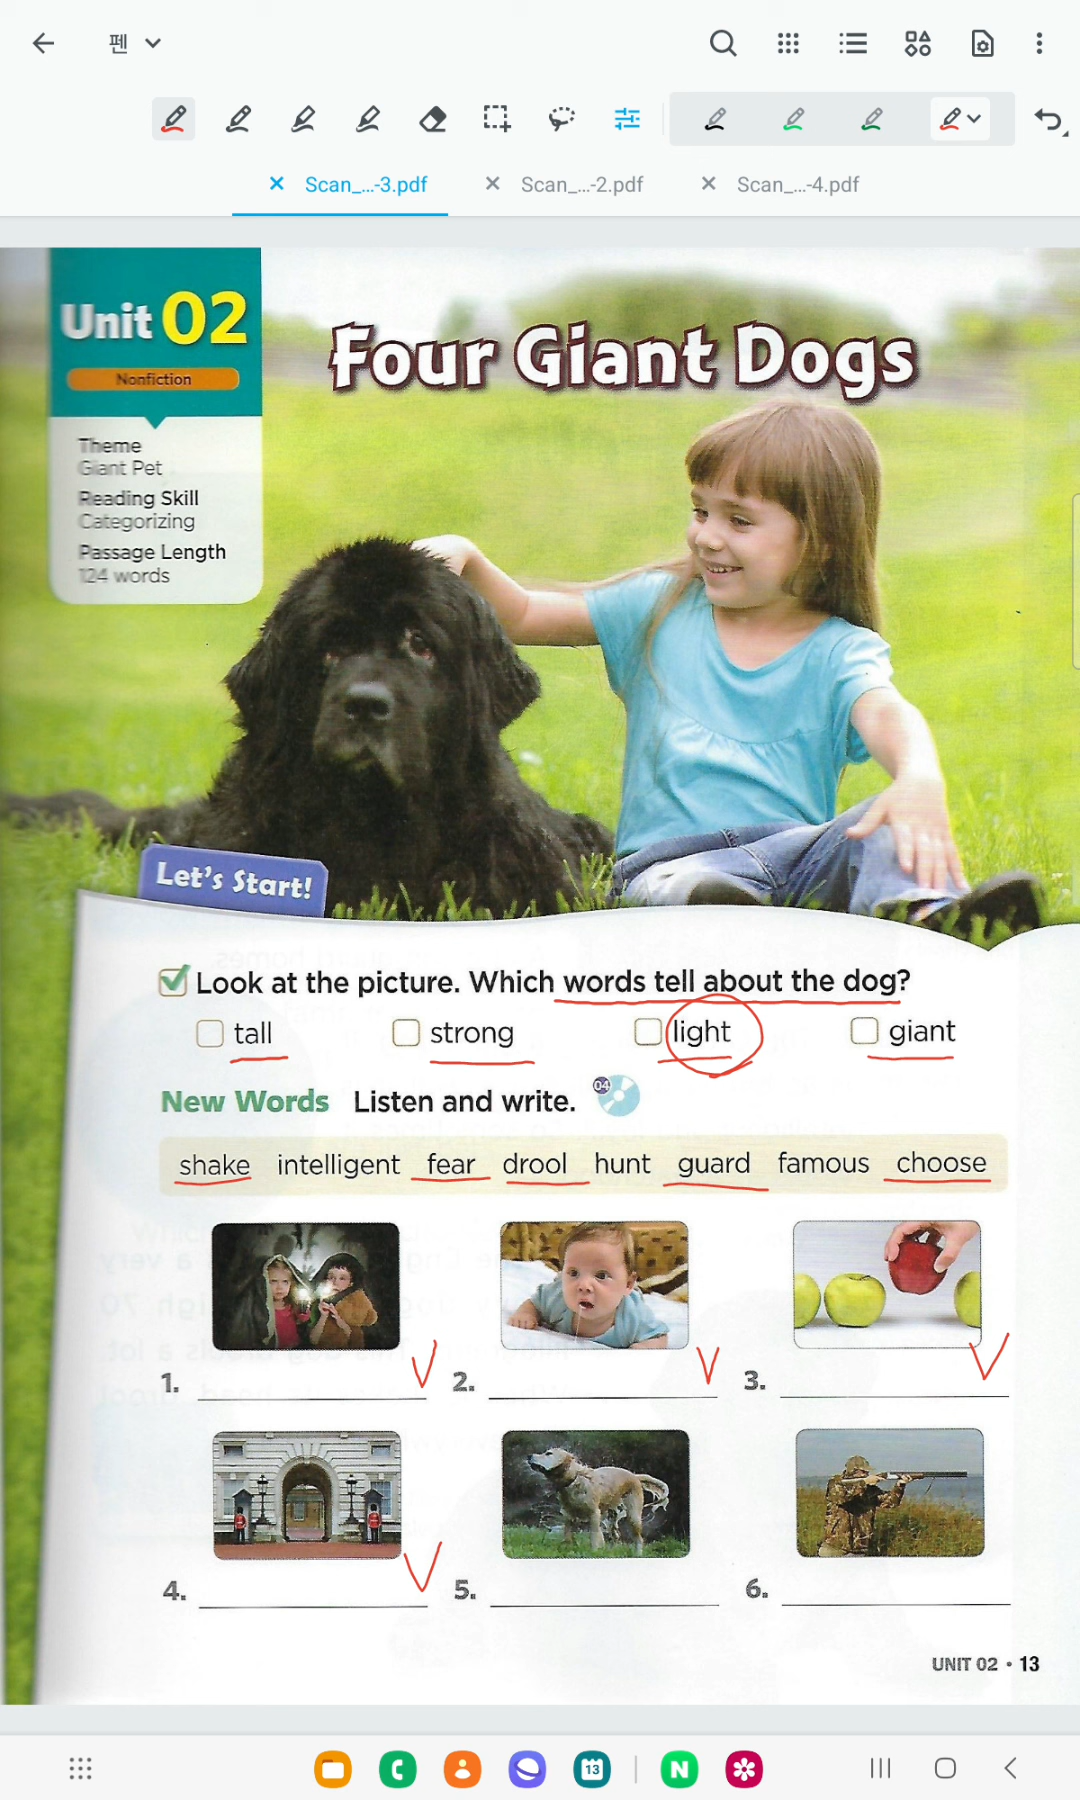 펜
Scan_...-3.pdf
Scan_...-2.pdf
Scan_...-4.pdf
Unit 02
Nonfiction
Theme
Giant Pet
Reading Skill
Categorizing
Passage Length
124 words
Four Giant Dogs
Let's Start!
Look at the picture. Which words tell about the dog?
tall strong light giant
New Words Listen and write. 04
shake intelligent fear drool hunt guard famous choose
1. 2. 3.
4. 5. 6.
UNIT 02 • 13
13
N